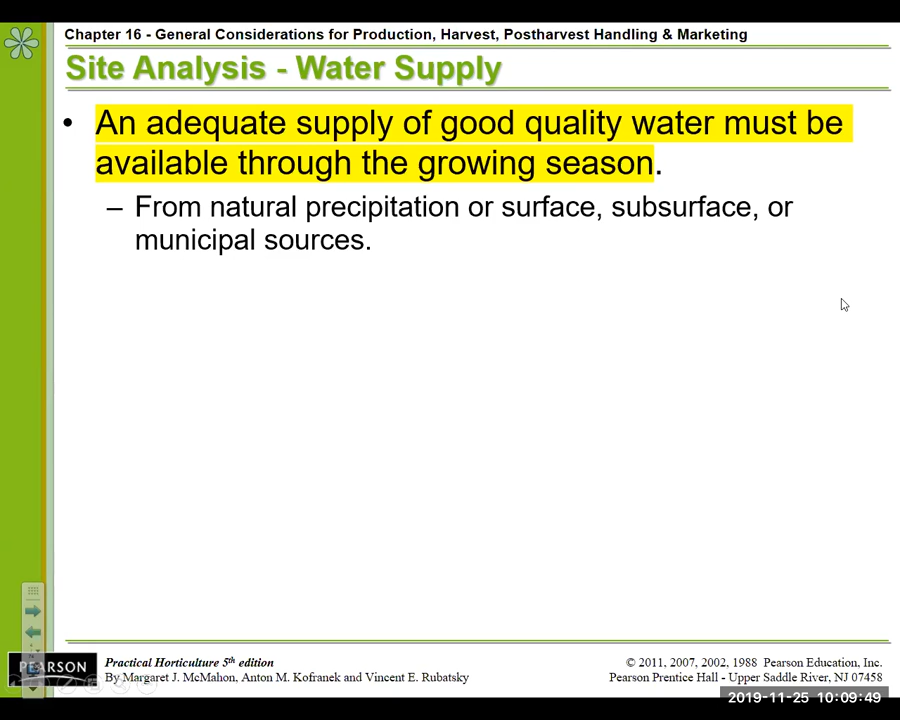 Chapter 16 - General Considerations for Production, Harvest, Postharvest Handling & Marketing
Site Analysis - Water Supply
• An adequate supply of good quality water must be
available through the growing season.
– From natural precipitation or surface, subsurface, or
municipal sources.
PEARSON
Practical Horticulture 5th edition
By Margaret J. McMahon, Anton M. Kofranek and Vincent E. Rubatsky
© 2011, 2007, 2002, 1988 Pearson Education, Inc.
Pearson Prentice Hall - Upper Saddle River, NJ 07458
2019-11-25 10:09:49